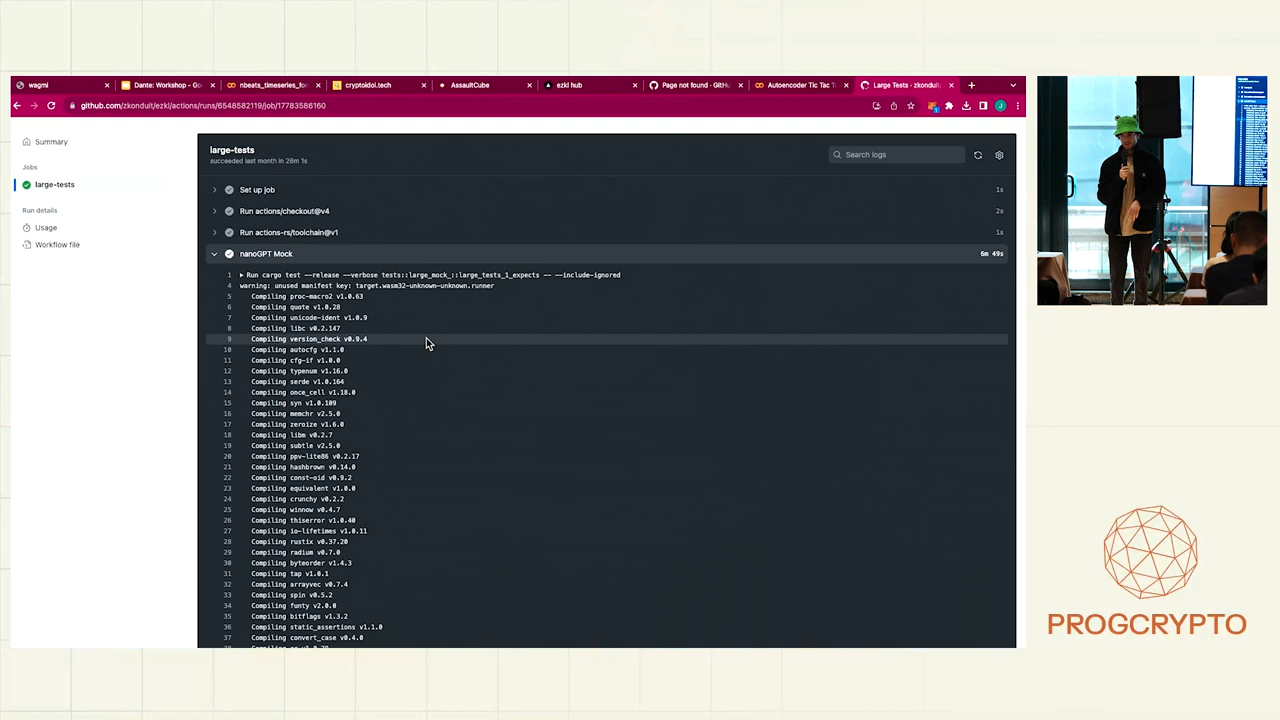 wagmi
Dante: Workshop - Go
nbeats_timeseries_for
cryptoidol.tech
AssaultCube
ezkl hub
Page not found · GitHu
Autoencoder Tic Tac T
Large Tests · zkonduit
github.com/zkonduit/ezkl/actions/runs/6548582119/job/17783586160
Summary
Jobs
large-tests
Run details
Usage
Workflow file
large-tests
succeeded last month in 26m 1s
Search logs
Set up job 1s
Run actions/checkout@v4 2s
Run actions-rs/toolchain@v1 1s
nanoGPT Mock 6m 49s
1 Run cargo test --release --verbose tests::large_mock_::large_tests_1_expects -- --include-ignored
4 warning: unused manifest key: target.wasm32-unknown-unknown.runner
5 Compiling proc-macro2 v1.0.63
6 Compiling quote v1.0.28
7 Compiling unicode-ident v1.0.9
8 Compiling libc v0.2.147
9 Compiling version_check v0.9.4
10 Compiling autocfg v1.1.0
11 Compiling cfg-if v1.0.0
12 Compiling typenum v1.16.0
13 Compiling serde v1.0.164
14 Compiling once_cell v1.18.0
15 Compiling syn v1.0.109
16 Compiling memchr v2.5.0
17 Compiling zeroize v1.6.0
18 Compiling libm v0.2.7
19 Compiling subtle v2.5.0
20 Compiling ppv-lite86 v0.2.17
21 Compiling hashbrown v0.14.0
22 Compiling const-oid v0.9.2
23 Compiling equivalent v1.0.0
24 Compiling crunchy v0.2.2
25 Compiling winnow v0.4.7
26 Compiling thiserror v1.0.40
27 Compiling io-lifetimes v1.0.11
28 Compiling rustix v0.37.20
29 Compiling radium v0.7.0
30 Compiling byteorder v1.4.3
31 Compiling tap v1.0.1
32 Compiling arrayvec v0.7.4
33 Compiling spin v0.5.2
34 Compiling funty v2.0.0
35 Compiling bitflags v1.3.2
36 Compiling static_assertions v1.1.0
37 Compiling convert_case v0.4.0
PROGCRYPTO